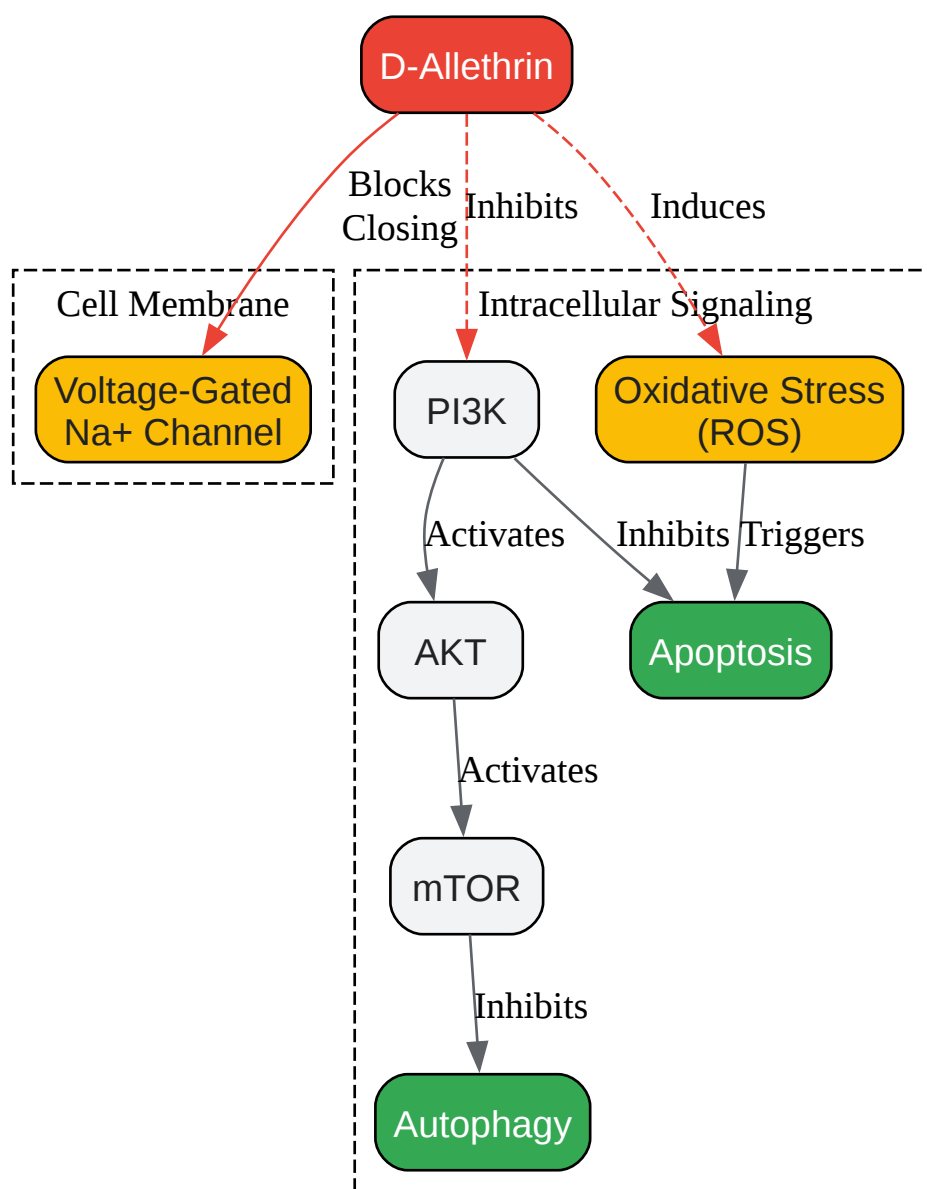 D-Allethrin
Blocks
Closing
Inhibits
Induces
Cell Membrane
Intracellular Signaling
Voltage-Gated
Na+ Channel
PI3K
Oxidative Stress
(ROS)
Activates
Inhibits
Triggers
AKT
Apoptosis
Activates
mTOR
Inhibits
Autophagy